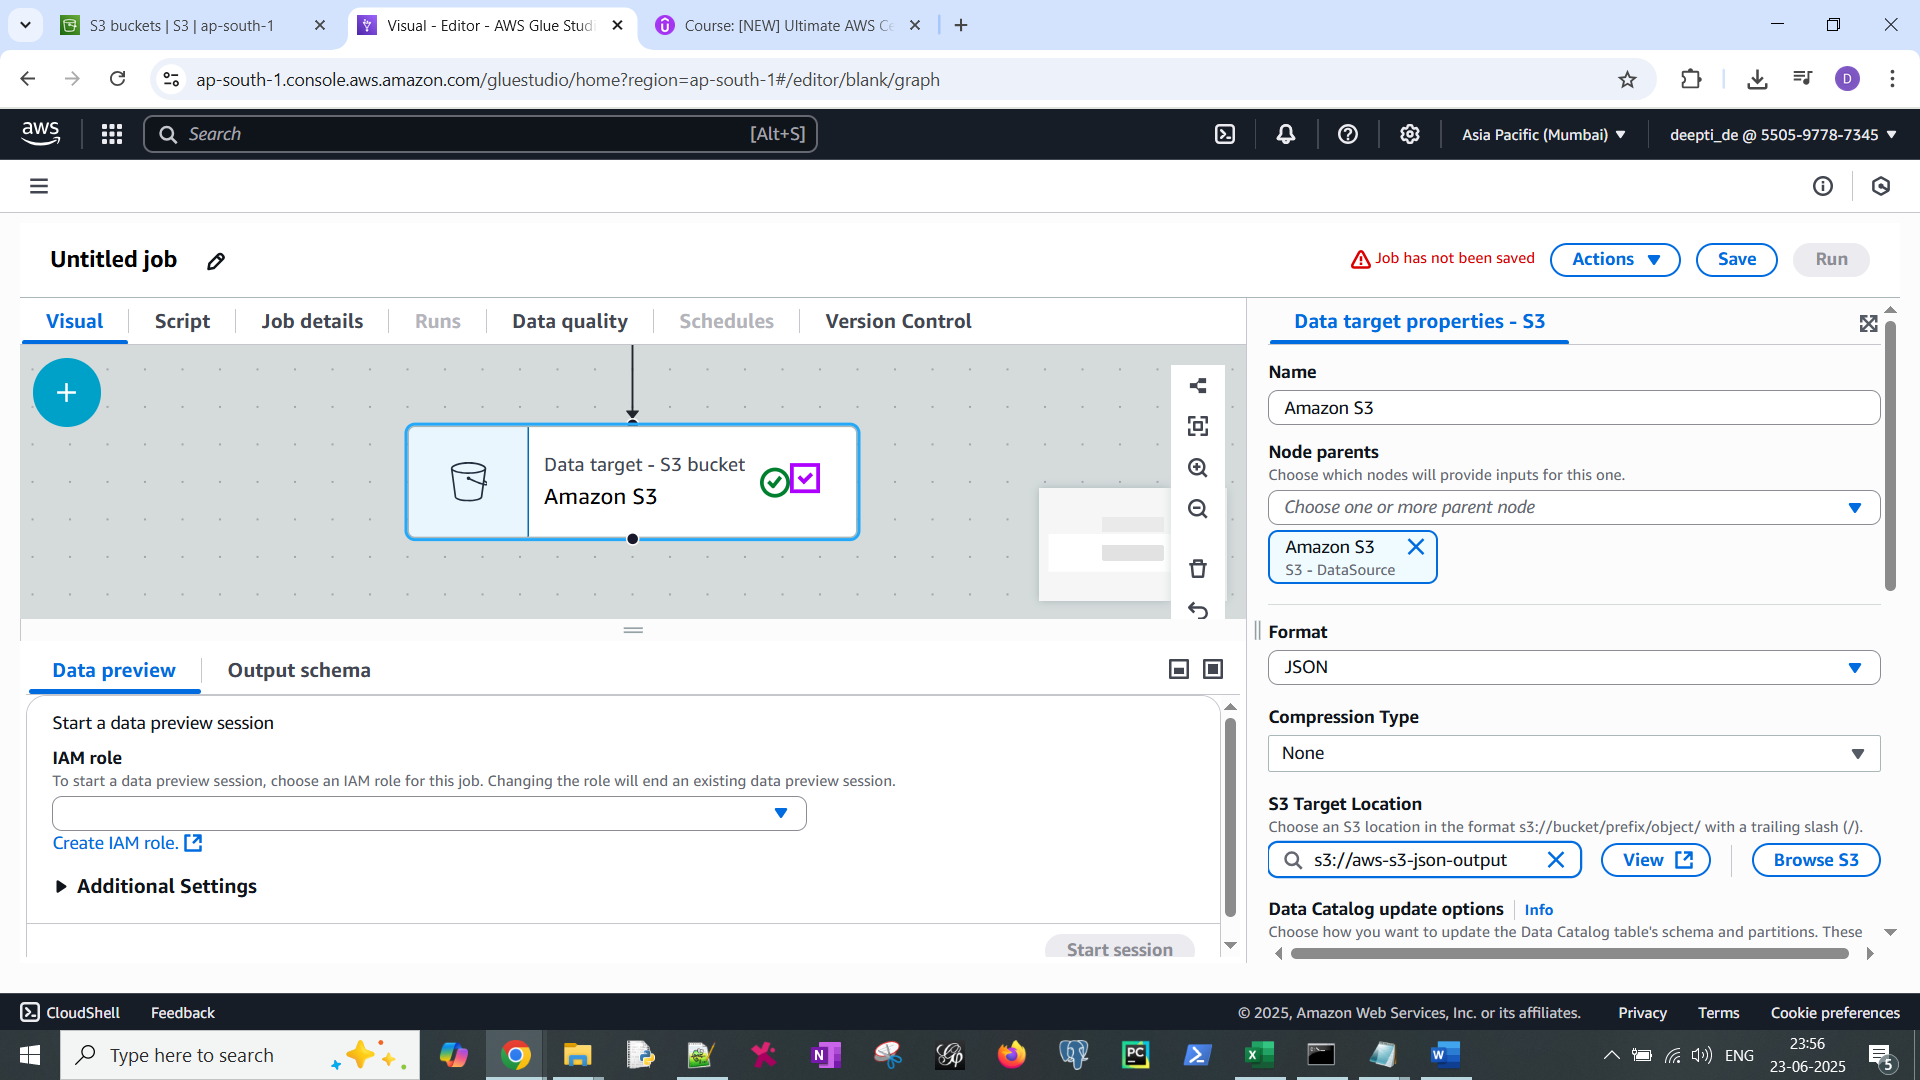 S3 buckets | S3 | ap-south-1
Visual - Editor - AWS Glue Studi
Course: [NEW] Ultimate AWS Ce
ap-south-1.console.aws.amazon.com/gluestudio/home?region=ap-south-1#/editor/blank/graph
D
aws
Search
[Alt+S]
Asia Pacific (Mumbai)
deepti_de @ 5505-9778-7345
Untitled job
Job has not been saved
Actions
Save
Run
Visual
Script
Job details
Runs
Data quality
Schedules
Version Control
Data target - S3 bucket
Amazon S3
Data preview
Output schema
Start a data preview session
IAM role
To start a data preview session, choose an IAM role for this job. Changing the role will end an existing data preview session.
Create IAM role.
Additional Settings
Start session
Data target properties - S3
Name
Amazon S3
Node parents
Choose which nodes will provide inputs for this one.
Choose one or more parent node
Amazon S3
S3 - DataSource
Format
JSON
Compression Type
None
S3 Target Location
Choose an S3 location in the format s3://bucket/prefix/object/ with a trailing slash (/).
s3://aws-s3-json-output
View
Browse S3
Data Catalog update options
Info
Choose how you want to update the Data Catalog table's schema and partitions. These
CloudShell
Feedback
© 2025, Amazon Web Services, Inc. or its affiliates.
Privacy
Terms
Cookie preferences
Type here to search
ENG
23:56
23-06-2025
5